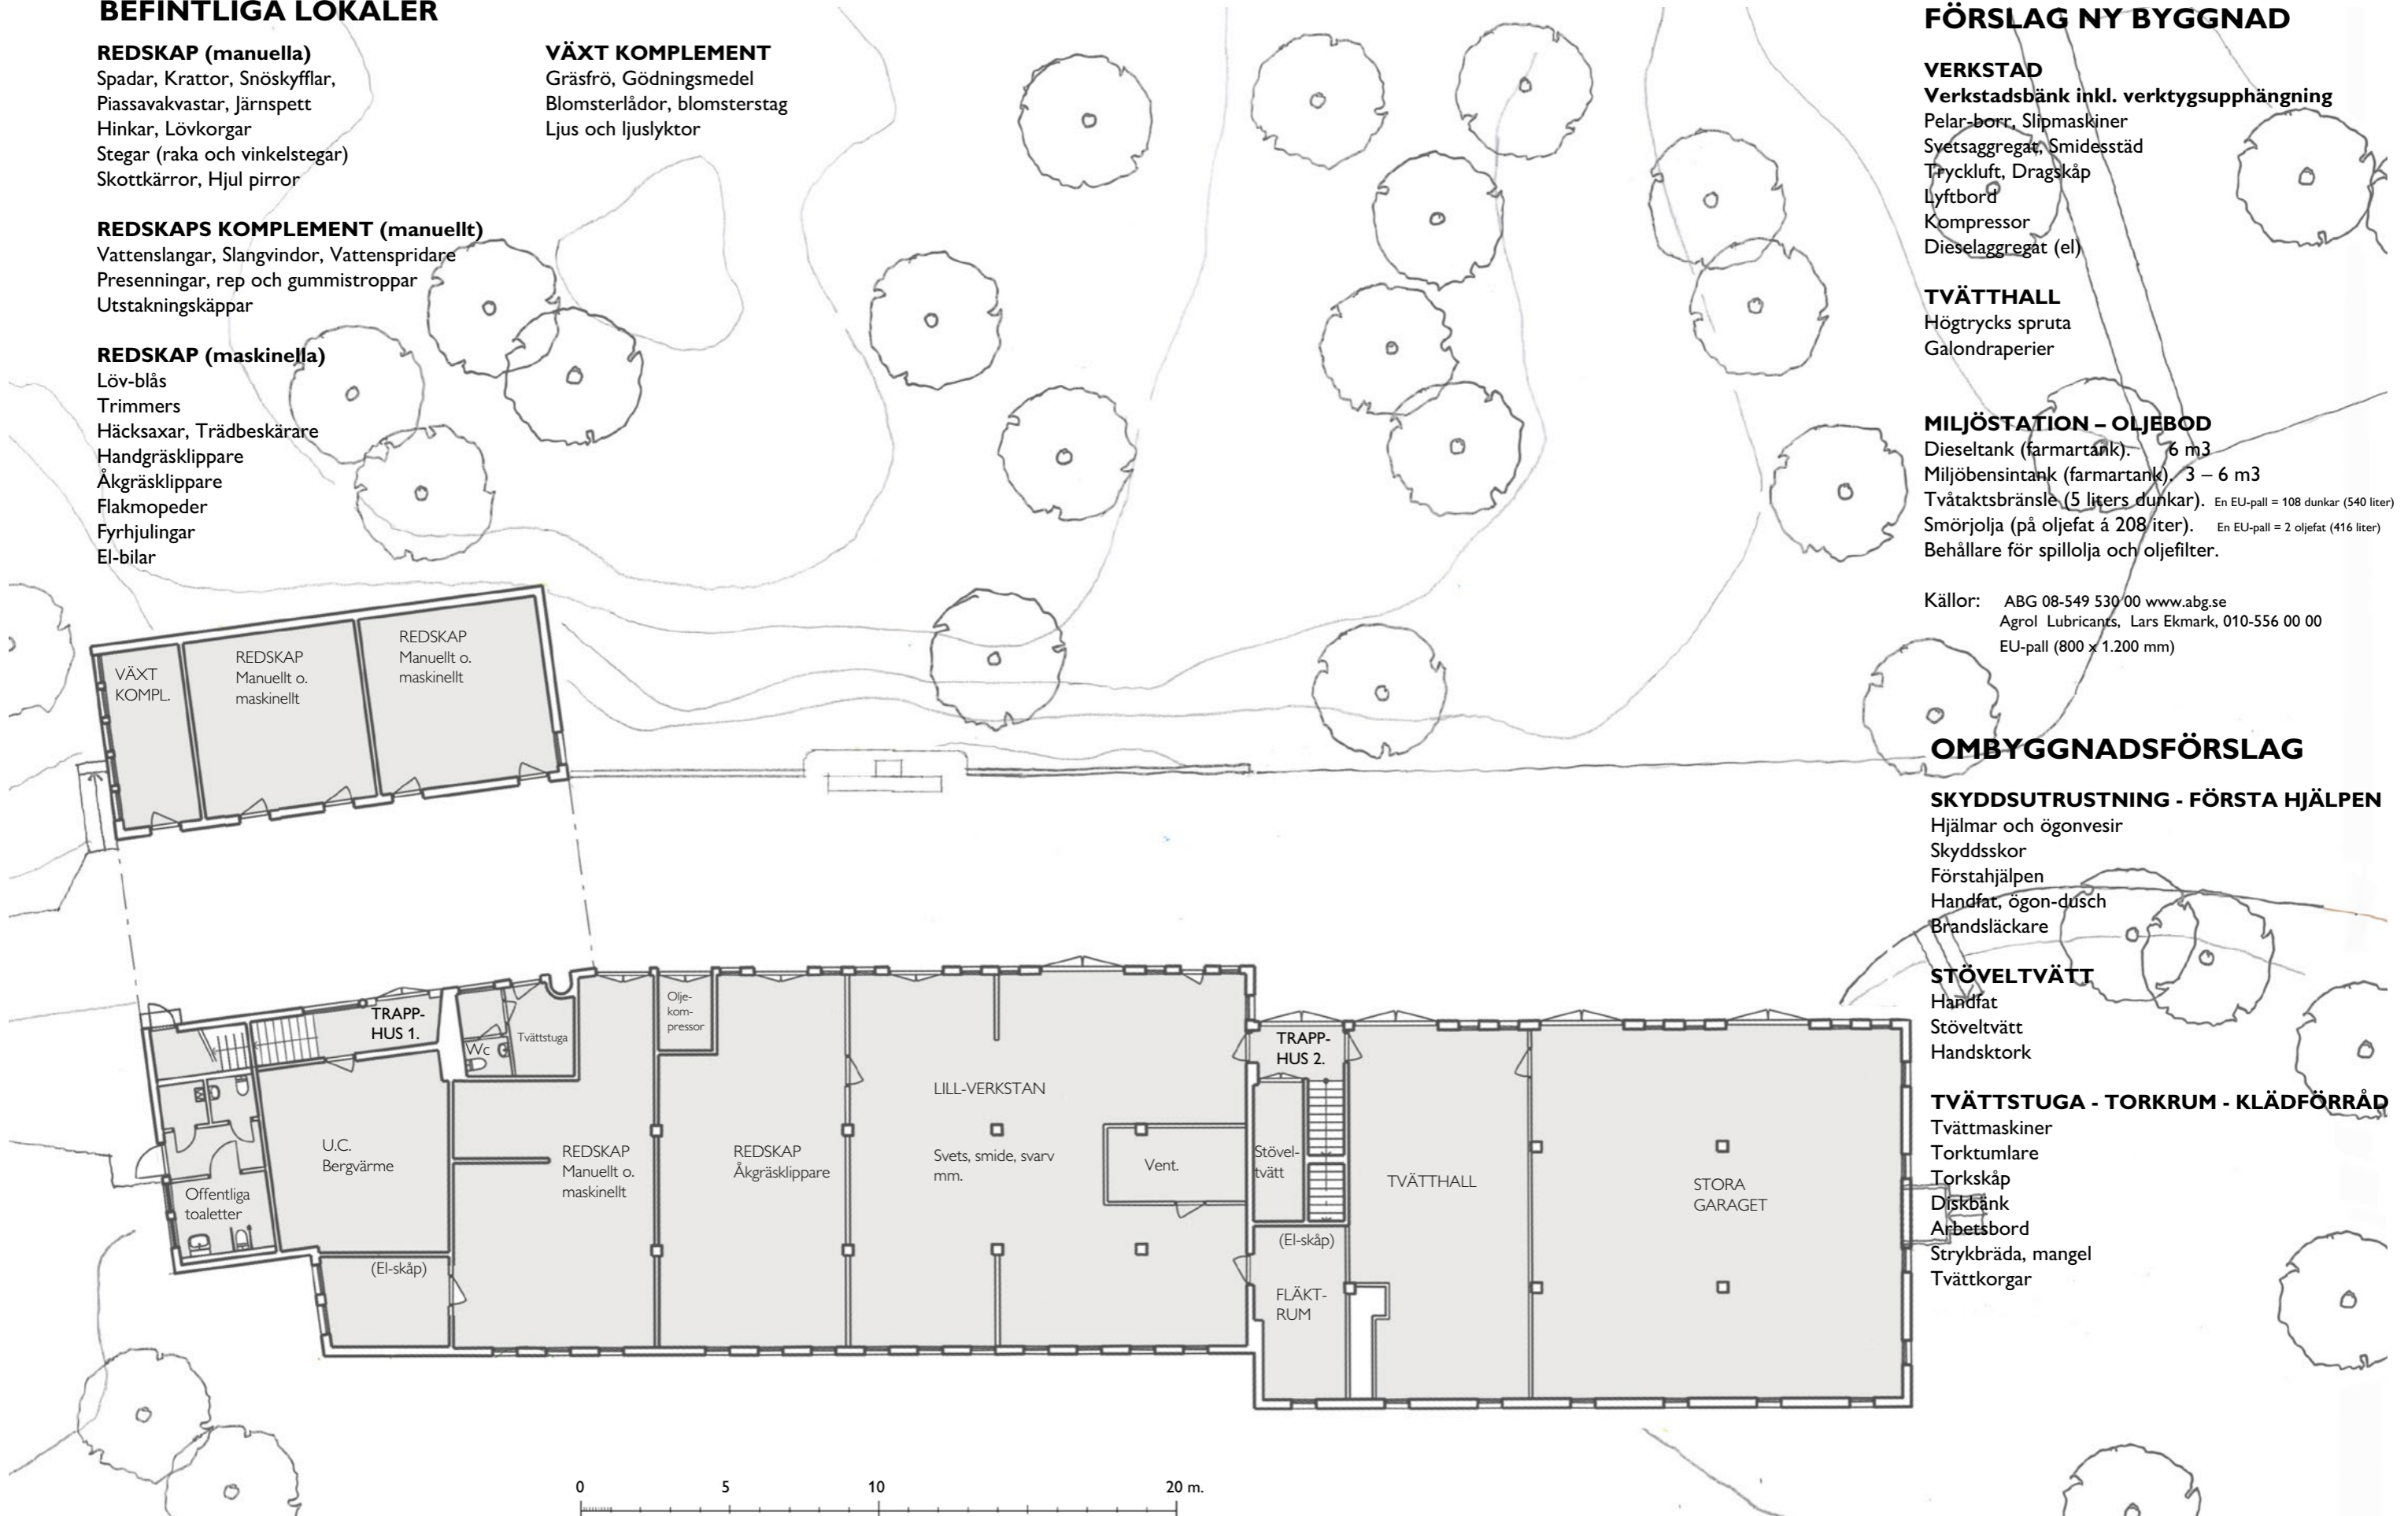 BEFINTLIGA LOKALER
REDSKAP (manuella)
Spadar, Krattor, Snöskyfflar,
Piassavakvastar, Järnspett
Hinkar, Lövkorgar
Stegar (raka och vinkelstegar)
Skottkärror, Hjul pirror
REDSKAPS KOMPLEMENT (manuellt)
Vattenslangar, Slangvindor, Vattenspridare
Presenningar, rep och gummistroppar
Utstakningskäppar
REDSKAP (maskinella)
Löv-blås
Trimmers
Häcksaxar, Trädbeskärare
Handgräsklippare
Åkgräsklippare
Flakmopeder
Fyrhjulingar
El-bilar
VÄXT KOMPLEMENT
Gräsfrö, Gödningsmedel
Blomsterlådor, blomsterstag
Ljus och ljuslyktor
FÖRSLAG NY BYGGNAD
VERKSTAD
Verkstadsbänk inkl. verktygsupphängning
Pelar-borr, Slipmaskiner
Svetsaggregat, Smidesstäd
Tryckluft, Dragskåp
Lyftbord
Kompressor
Dieselaggregat (el)
TVÄTTHALL
Högtrycks spruta
Galondraperier
MILJÖSTATION – OLJEBOD
Dieseltank (farmartank). 6 m3
Miljöbensintank (farmartank). 3 – 6 m3
Tvåtaktsbränsle (5 liters dunkar). En EU-pall = 108 dunkar (540 liter)
Smörjolja (på oljefat á 208 iter). En EU-pall = 2 oljefat (416 liter)
Behållare för spillolja och oljefilter.
Källor: ABG 08-549 530 00 www.abg.se
Agrol Lubricants, Lars Ekmark, 010-556 00 00
EU-pall (800 x 1.200 mm)
OMBYGGNADSFÖRSLAG
SKYDDSUTRUSTNING - FÖRSTA HJÄLPEN
Hjälmar och ögonvesir
Skyddsskor
Förstahjälpen
Handfat, ögon-dusch
Brandsläckare
STÖVELTVÄTT
Handfat
Stöveltvätt
Handsktork
TVÄTTSTUGA - TORKRUM - KLÄDFÖRRÅD
Tvättmaskiner
Torktumlare
Torkskåp
Diskbänk
Arbetsbord
Strykbräda, mangel
Tvättkorgar
VÄXT
KOMPL.
REDSKAP
Manuellt o.
maskinellt
REDSKAP
Manuellt o.
maskinellt
TRAPP-
HUS 1.
Wc
Tvättstuga
Olje-
kom-
pressor
U.C.
Bergvärme
Offentliga
toaletter
(El-skåp)
REDSKAP
Manuellt o.
maskinellt
REDSKAP
Åkgräsklippare
LILL-VERKSTAN
Svets, smide, svarv
mm.
Vent.
TRAPP-
HUS 2.
Stövel-
tvätt
(El-skåp)
FLÄKT-
RUM
TVÄTTHALL
STORA
GARAGET
0 5 10 20 m.